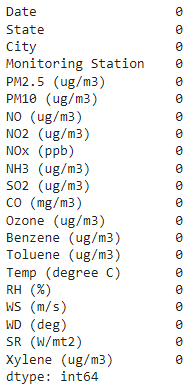 Date 0
State 0
City 0
Monitoring Station 0
PM2.5 (ug/m3) 0
PM10 (ug/m3) 0
NO (ug/m3) 0
NO2 (ug/m3) 0
NOx (ppb) 0
NH3 (ug/m3) 0
SO2 (ug/m3) 0
CO (mg/m3) 0
Ozone (ug/m3) 0
Benzene (ug/m3) 0
Toluene (ug/m3) 0
Temp (degree C) 0
RH (%) 0
WS (m/s) 0
WD (deg) 0
SR (W/mt2) 0
Xylene (ug/m3) 0
dtype: int64